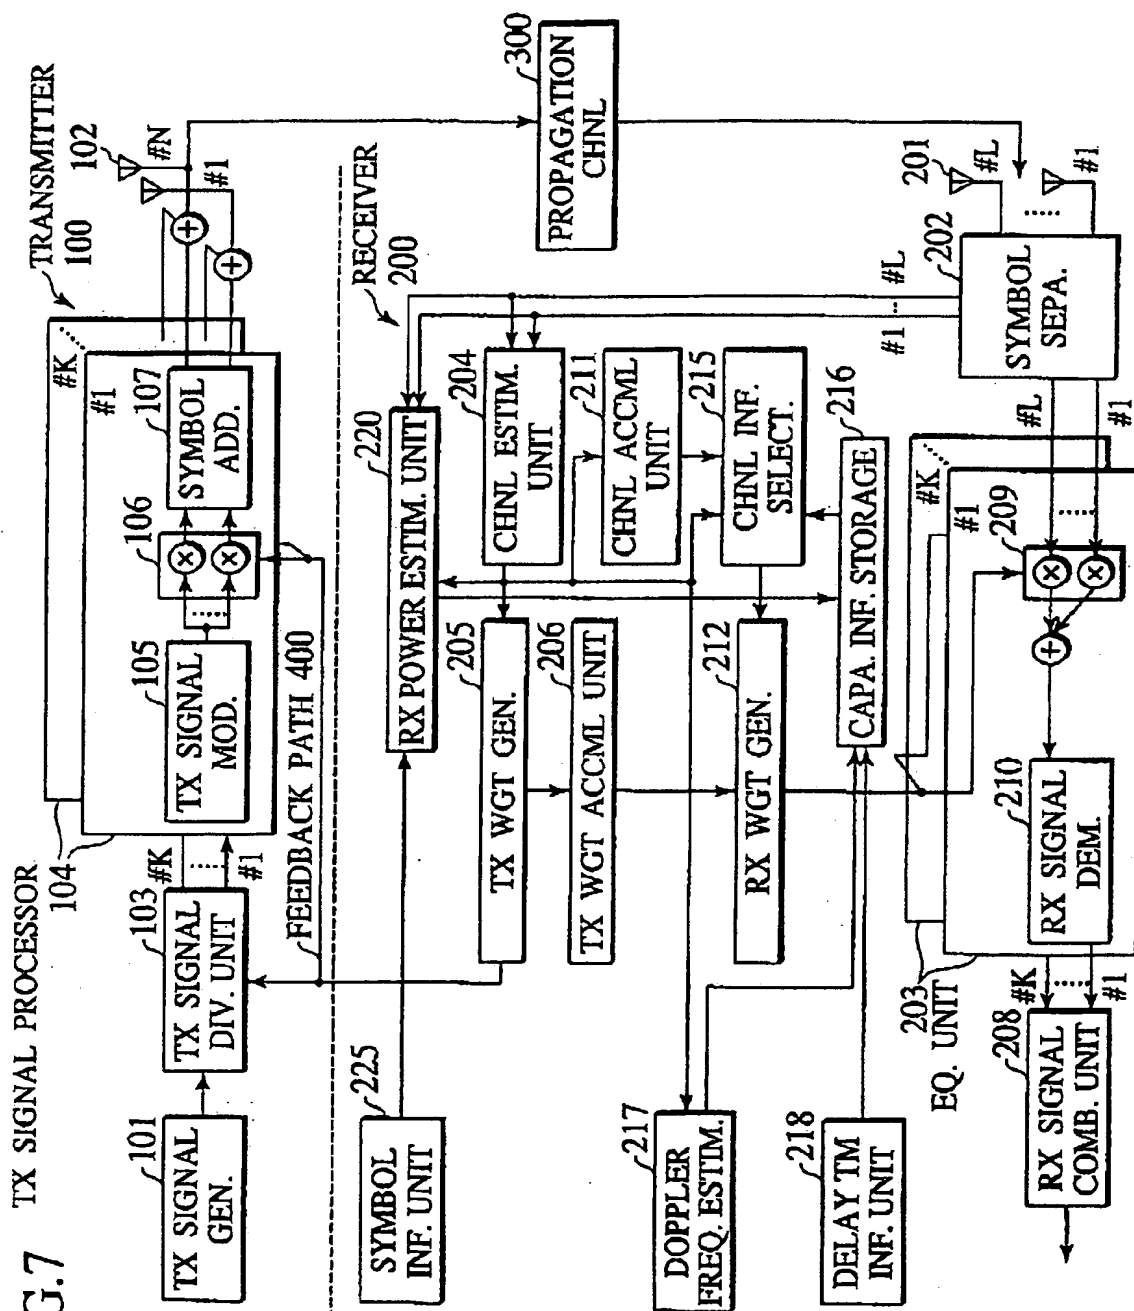 G.7
TX SIGNAL PROCESSOR
104
TRANSMITTER
100
101
TX SIGNAL
GEN.
103
TX SIGNAL
DIV. UNIT
#K
#1
105
TX SIGNAL
MOD.
106
107
SYMBOL
ADD.
#1
#K
102
#N
#1
FEEDBACK PATH 400
RECEIVER
200
300
PROPAGATION
CHNL
225
SYMBOL
INF. UNIT
220
RX POWER ESTIM. UNIT
#1
#L
204
CHNL ESTIM.
UNIT
205
TX WGT GEN.
206
TX WGT ACCML UNIT
211
CHNL ACCML
UNIT
215
CHNL INF.
SELECT.
212
RX WGT GEN.
216
CAPA. INF. STORAGE
217
DOPPLER
FREQ. ESTIM.
218
DELAY TM
INF. UNIT
201
#L
#1
202
SYMBOL
SEPA.
#L
#1
203
EQ. UNIT
#K
#1
209
210
RX SIGNAL
DEM.
#K
#1
208
RX SIGNAL
COMB. UNIT